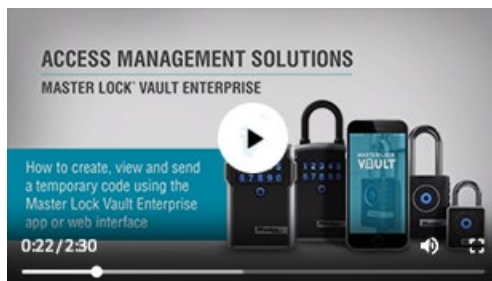 ACCESS MANAGEMENT SOLUTIONS
MASTER LOCK® VAULT ENTERPRISE
How to create, view and send
a temporary code using the
Master Lock Vault Enterprise
app or web interface
MASTER LOCK
VAULT
0:22/2:30